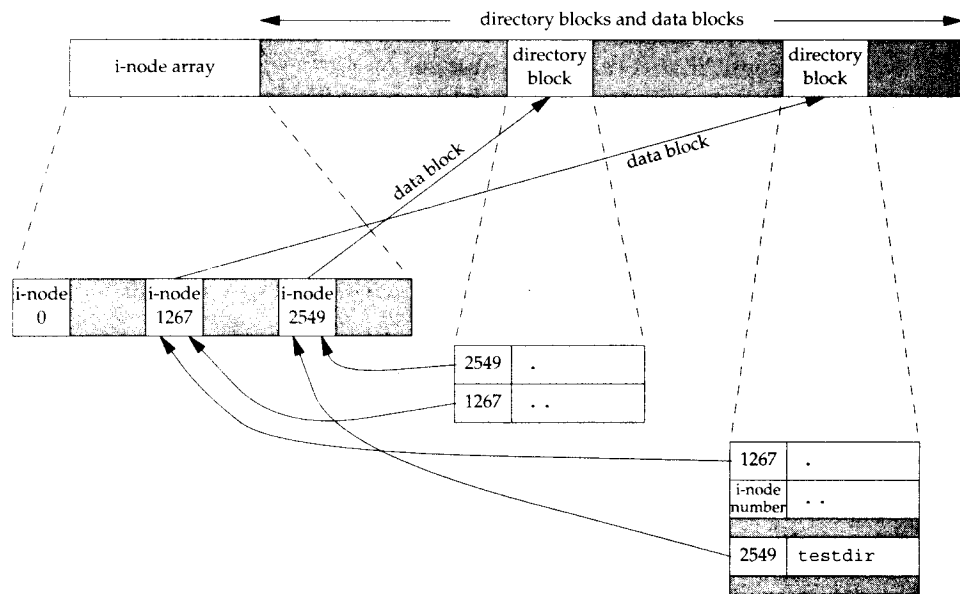 directory blocks and data blocks
i-node array
directory
block
directory
block
data block
data block
i-node
0
i-node
1267
i-node
2549
2549 .
1267 . .
1267 .
i-node
number . .
2549 testdir